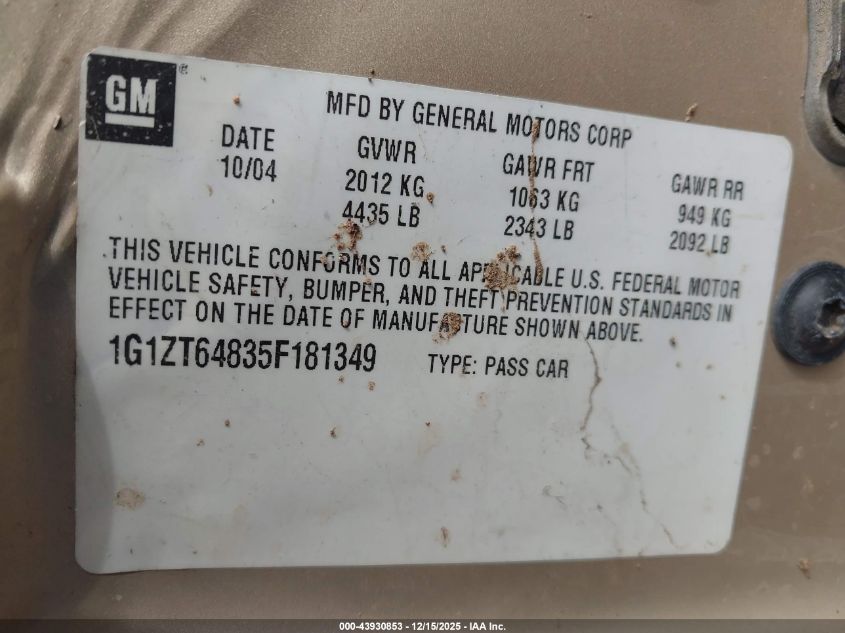 GM®
MFD BY GENERAL MOTORS CORP
DATE GVWR GAWR FRT GAWR RR
10/04 2012 KG 1063 KG 949 KG
4435 LB 2343 LB 2092 LB
THIS VEHICLE CONFORMS TO ALL APPLICABLE U.S. FEDERAL MOTOR
VEHICLE SAFETY, BUMPER, AND THEFT PREVENTION STANDARDS IN
EFFECT ON THE DATE OF MANUFACTURE SHOWN ABOVE.
1G1ZT64835F181349 TYPE: PASS CAR
000-43930853 - 12/15/2025 - IAA Inc.